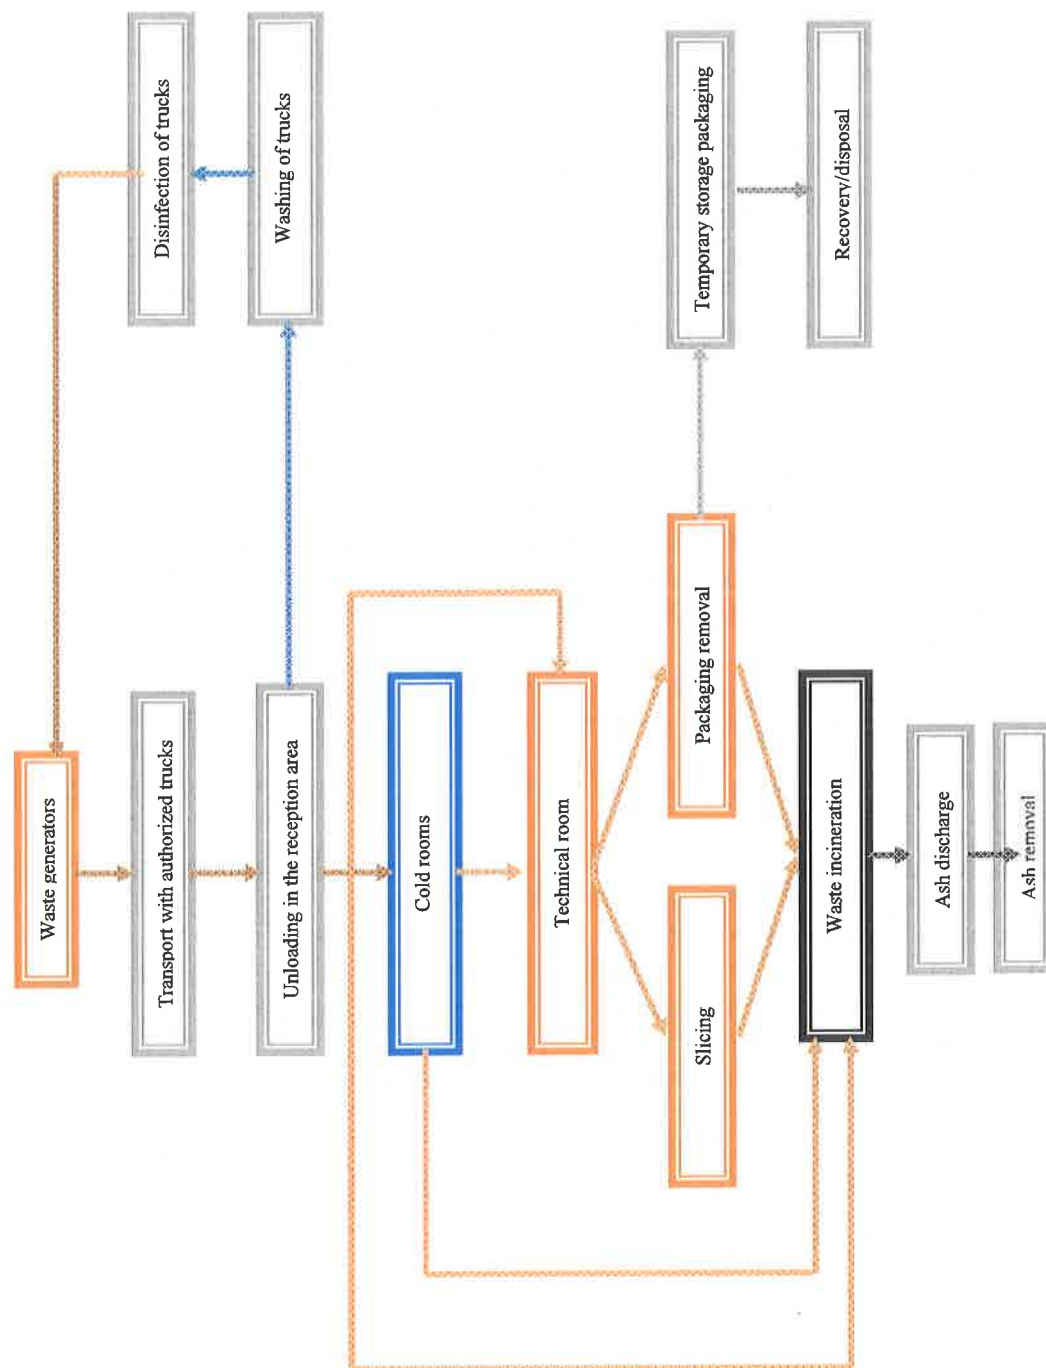 Waste generators
Transport with authorized trucks
Unloading in the reception area
Disinfection of trucks
Washing of trucks
Cold rooms
Technical room
Slicing
Packaging removal
Temporary storage packaging
Recovery/disposal
Waste incineration
Ash discharge
Ash removal